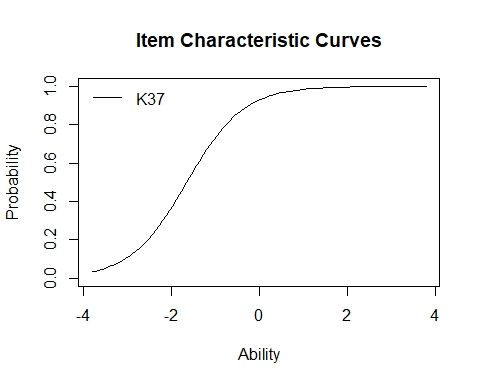 Item Characteristic Curves
K37
Probability
0.0 0.2 0.4 0.6 0.8 1.0
-4 -2 0 2 4
Ability